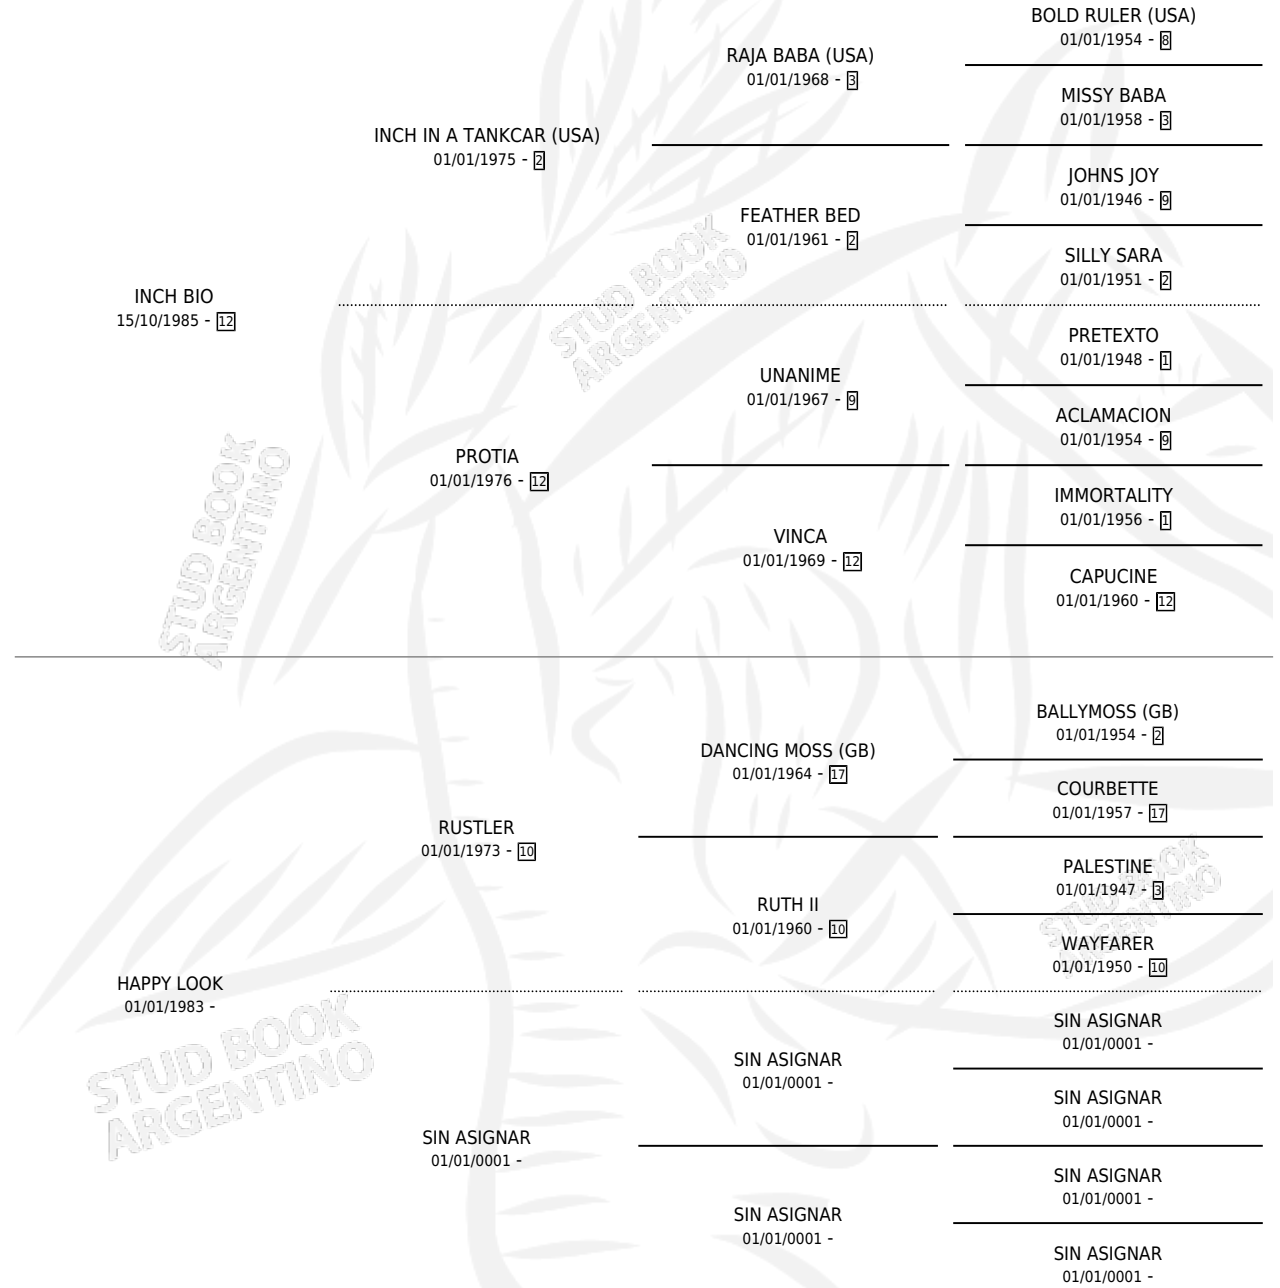 BOLD RULER (USA)
01/01/1954 - 8
RAJA BABA (USA)
01/01/1968 - 3
MISSY BABA
01/01/1958 - 3
INCH IN A TANKCAR (USA)
01/01/1975 - 2
JOHNS JOY
01/01/1946 - 9
FEATHER BED
01/01/1961 - 2
SILLY SARA
01/01/1951 - 2
INCH BIO
15/10/1985 - 12
PRETEXTO
01/01/1948 - 1
UNANIME
01/01/1967 - 9
ACLAMACION
01/01/1954 - 9
PROTIA
01/01/1976 - 12
IMMORTALITY
01/01/1956 - 1
VINCA
01/01/1969 - 12
CAPUCINE
01/01/1960 - 12
BALLYMOSS (GB)
01/01/1954 - 2
DANCING MOSS (GB)
01/01/1964 - 17
COURBETTE
01/01/1957 - 17
RUSTLER
01/01/1973 - 10
PALESTINE
01/01/1947 - 3
RUTH II
01/01/1960 - 10
WAYFARER
01/01/1950 - 10
HAPPY LOOK
01/01/1983 -
SIN ASIGNAR
01/01/0001 -
SIN ASIGNAR
01/01/0001 -
SIN ASIGNAR
01/01/0001 -
SIN ASIGNAR
01/01/0001 -
SIN ASIGNAR
01/01/0001 -
SIN ASIGNAR
01/01/0001 -
SIN ASIGNAR
01/01/0001 -
STUD BOOK
ARGENTINO
STUD BOOK
ARGENTINO
STUD BOOK
ARGENTINO
STUD BOOK
ARGENTINO